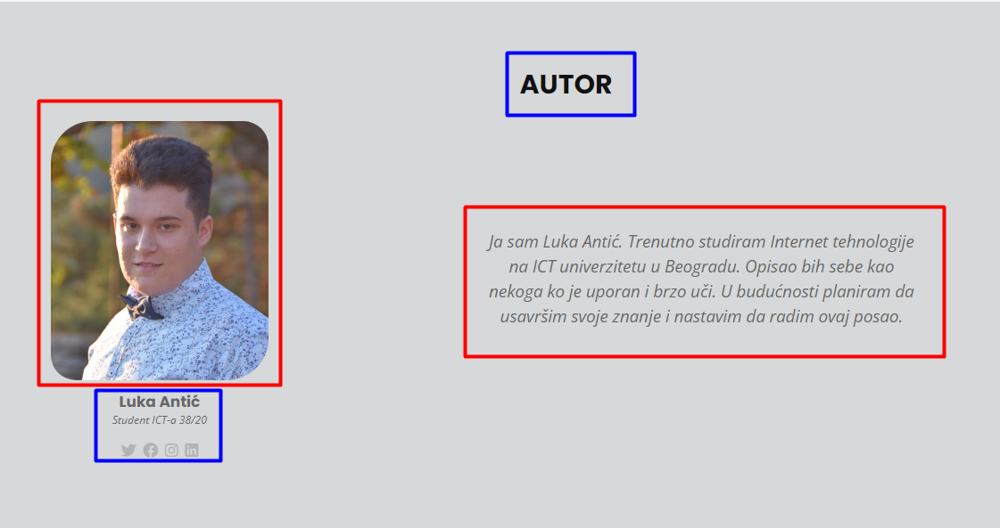 AUTOR
Ja sam Luka Antić. Trenutno studiram Internet tehnologije
na ICT univerzitetu u Beogradu. Opisao bih sebe kao
nekoga ko je uporan i brzo uči. U budućnosti planiram da
usavršim svoje znanje i nastavim da radim ovaj posao.
Luka Antić
Student ICT-a 38/20